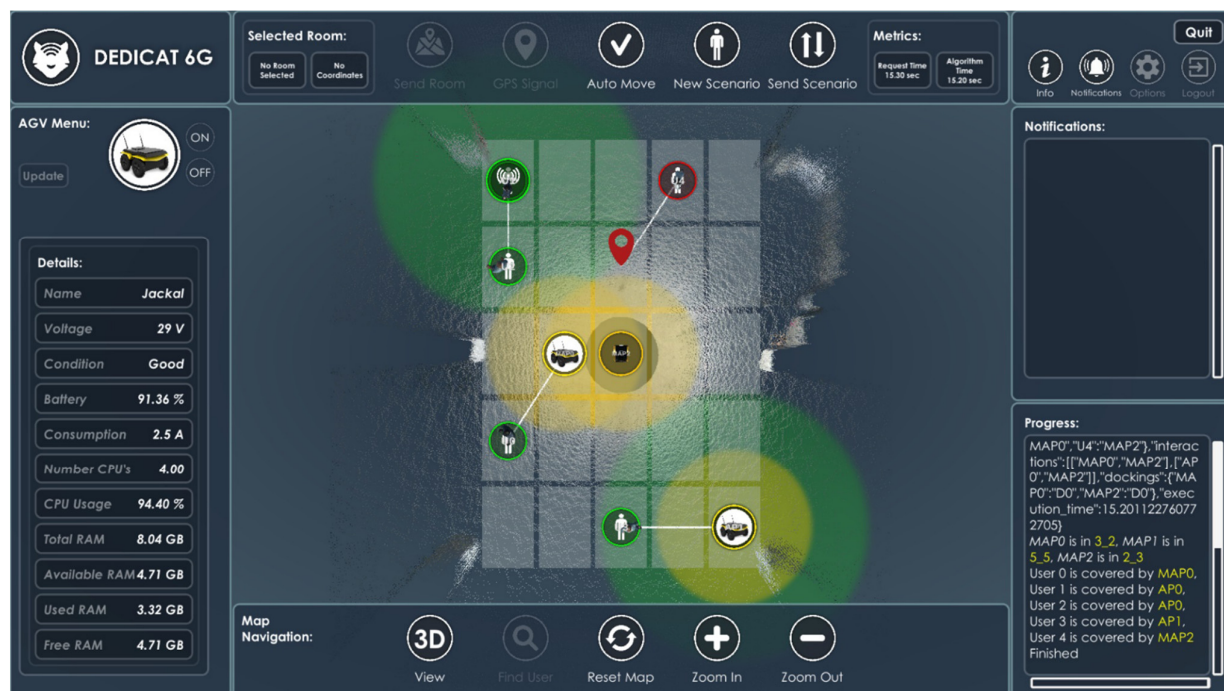 DEDICAT 6G
Selected Room:
No Room
Selected
No
Coordinates
Send Room
GPS Signal
Auto Move
New Scenario
Send Scenario
Metrics:
Request Time
15.30 sec
Algorithm
Time
15.20 sec
Quit
Info
Notifications
Options
Logout
AGV Menu:
ON
Update
OFF
Details:
Name Jackal
Voltage 29 V
Condition Good
Battery 91.36 %
Consumption 2.5 A
Number CPU's 4.00
CPU Usage 94.40 %
Total RAM 8.04 GB
Available RAM 4.71 GB
Used RAM 3.32 GB
Free RAM 4.71 GB
U4
Notifications:
Progress:
MAP0","U4":"MAP2"},"interac
tions":[["MAP0","MAP2"],["AP
0","MAP2"]],"dockings":{"MA
P0":"D0","MAP2":"D0"},"exec
ution_time":15.20112276077
2705}
MAP0 is in 3_2, MAP1 is in
5_5, MAP2 is in 2_3
User 0 is covered by MAP0,
User 1 is covered by AP0,
User 2 is covered by AP0,
User 3 is covered by AP1,
User 4 is covered by MAP2
Finished
Map
Navigation:
3D
View
Find User
Reset Map
Zoom In
Zoom Out